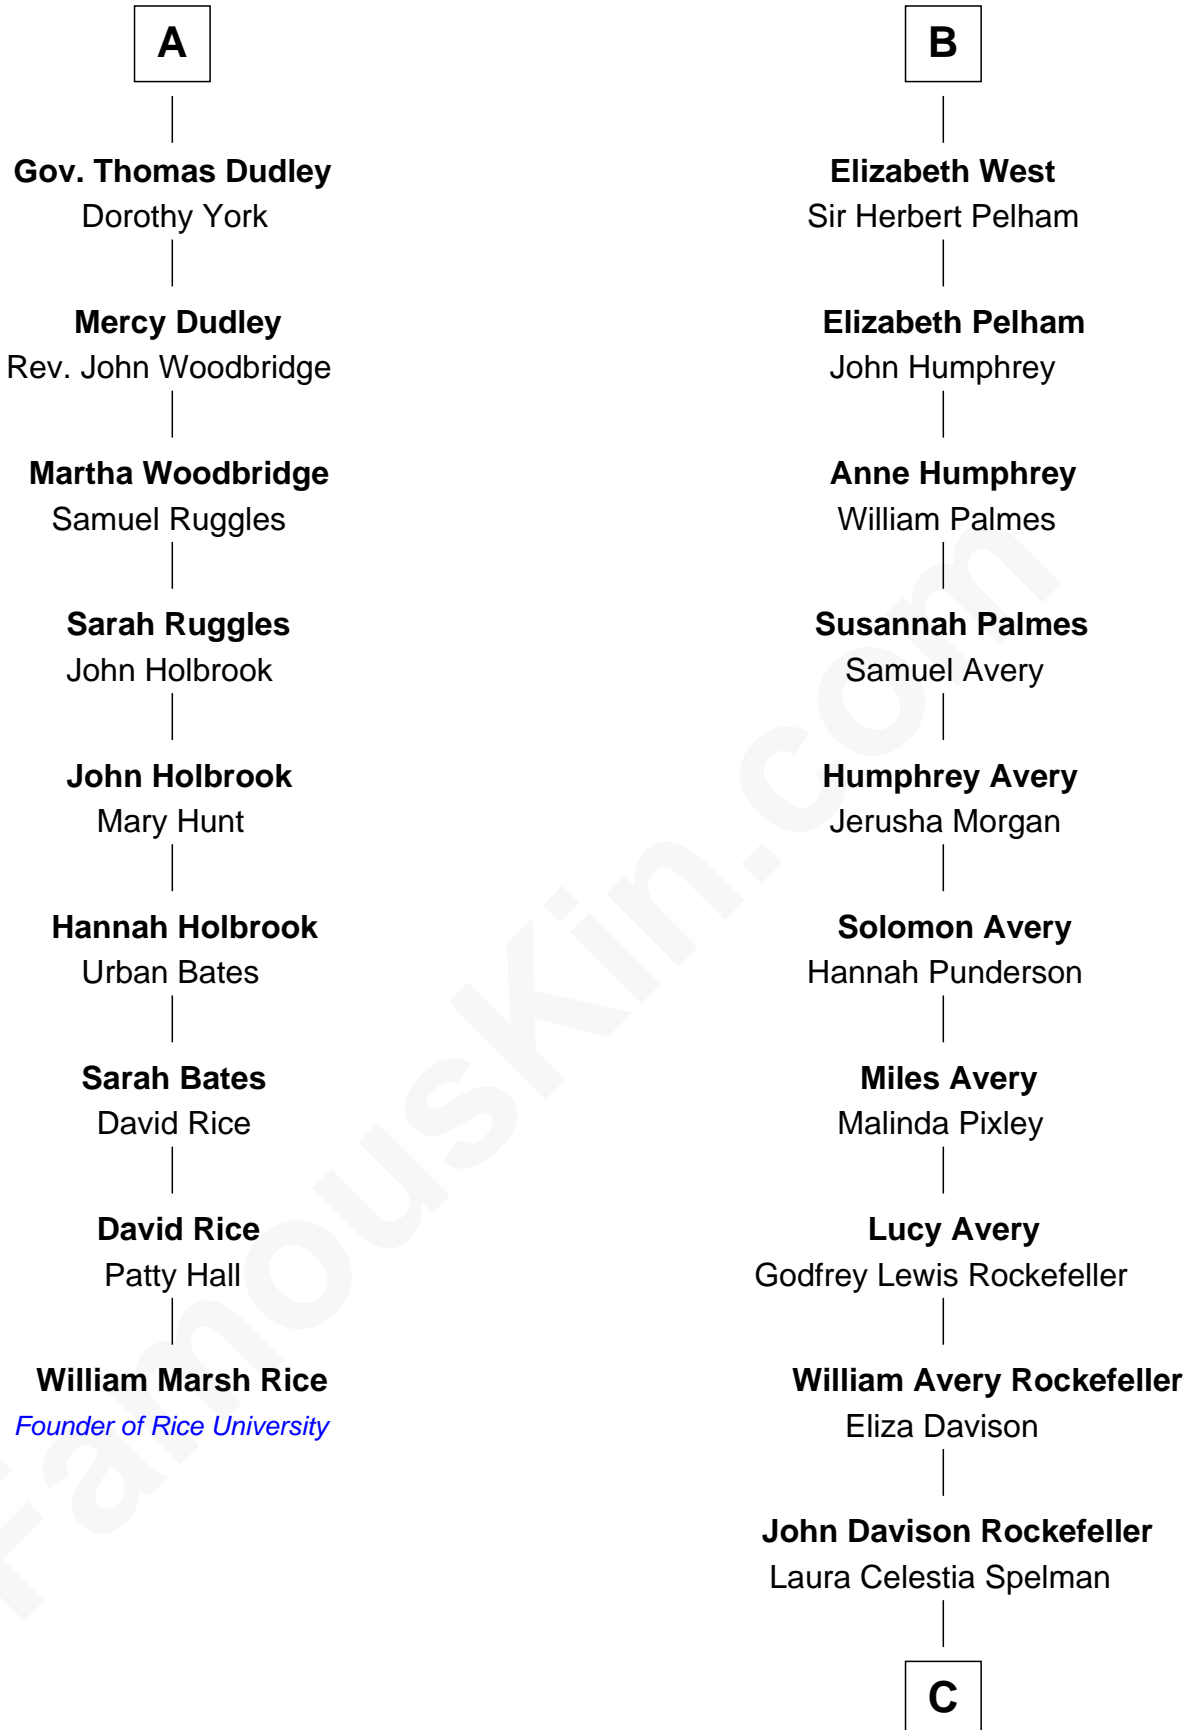 A
Gov. Thomas Dudley
Dorothy York
Mercy Dudley
Rev. John Woodbridge
Martha Woodbridge
Samuel Ruggles
Sarah Ruggles
John Holbrook
John Holbrook
Mary Hunt
Hannah Holbrook
Urban Bates
Sarah Bates
David Rice
David Rice
Patty Hall
William Marsh Rice
Founder of Rice University
B
Elizabeth West
Sir Herbert Pelham
Elizabeth Pelham
John Humphrey
Anne Humphrey
William Palmes
Susannah Palmes
Samuel Avery
Humphrey Avery
Jerusha Morgan
Solomon Avery
Hannah Punderson
Miles Avery
Malinda Pixley
Lucy Avery
Godfrey Lewis Rockefeller
William Avery Rockefeller
Eliza Davison
John Davison Rockefeller
Laura Celestia Spelman
C
FamousKin.com